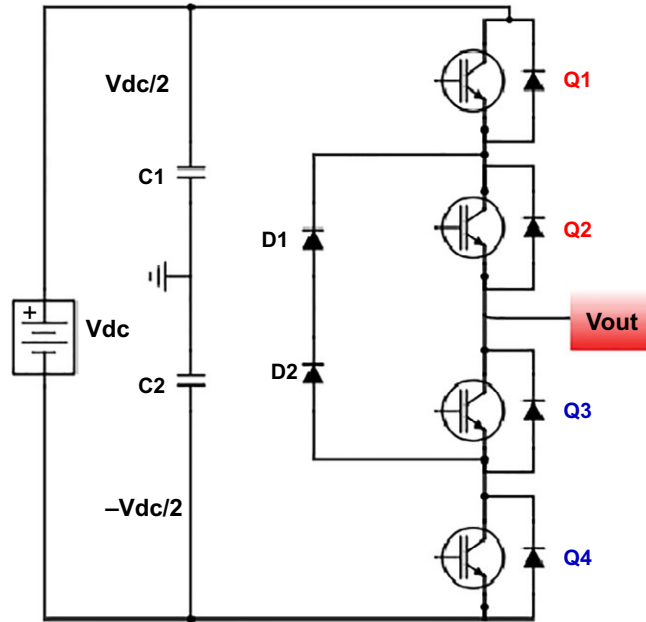 Vdc/2
Q1
C1
D1
Q2
+
Vdc
Vout
C2
D2
Q3
–Vdc/2
Q4